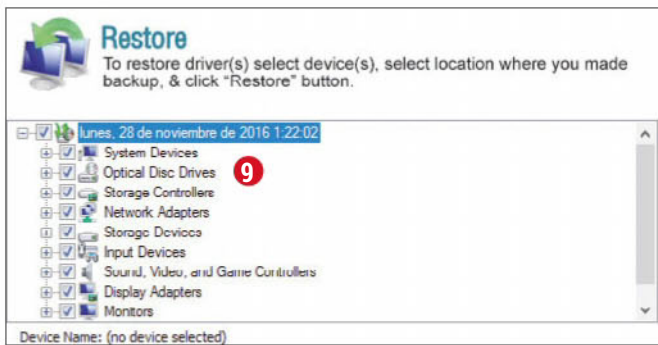 Restore
To restore driver(s) select device(s), select location where you made
backup, & click "Restore" button.
lunes, 28 de noviembre de 2016 1:22:02
System Devices
Optical Disc Drives
9
Storage Controllers
Network Adapters
Storage Devices
Input Devices
Sound, Video, and Game Controllers
Display Adapters
Monitors
Device Name: (no device selected)